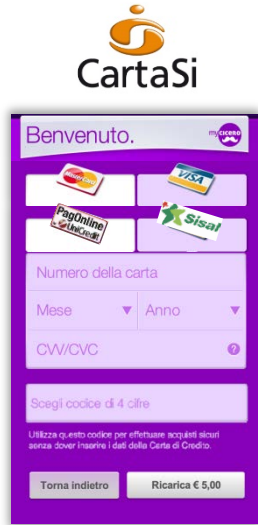 CartaSi
Benvenuto.
mycicero
MasterCard
VISA
PagOnline
UniCredit
Sisal
Numero della carta
Mese
Anno
CVV/CVC
?
Scegli codice di 4 cifre
Utilizza questo codice per effettuare acquisti sicuri
senza dover inserire i dati della Carta di Credito.
Torna indietro
Ricarica € 5,00